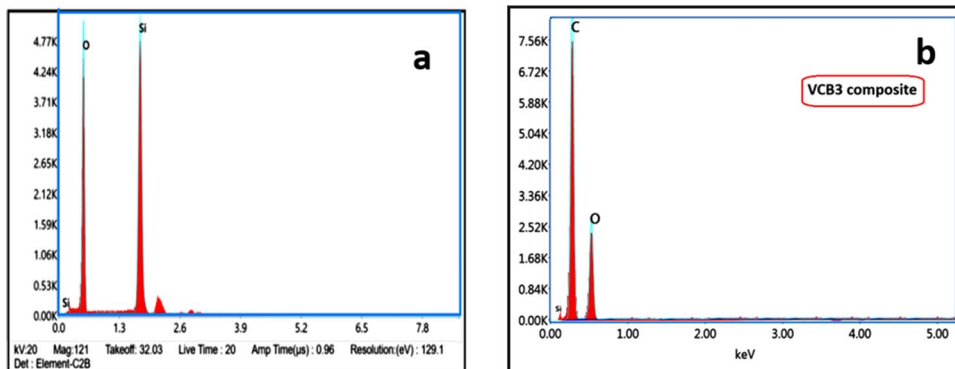 a
4.77K
4.24K
3.71K
3.18K
2.65K
2.12K
1.59K
1.06K
0.53K
0.00K
O
Si
Si
0.0 1.3 2.6 3.9 5.2 6.5 7.8
kV:20 Mag:121 Takeoff: 32.03 Live Time : 20 Amp Time(µs) : 0.96 Resolution:(eV) : 129.1
Det : Element-C2B
b
VCB3 composite
7.56K
6.72K
5.88K
5.04K
4.20K
3.36K
2.52K
1.68K
0.84K
0.00K
C
O
Si
0.00 1.00 2.00 3.00 4.00 5.0
keV